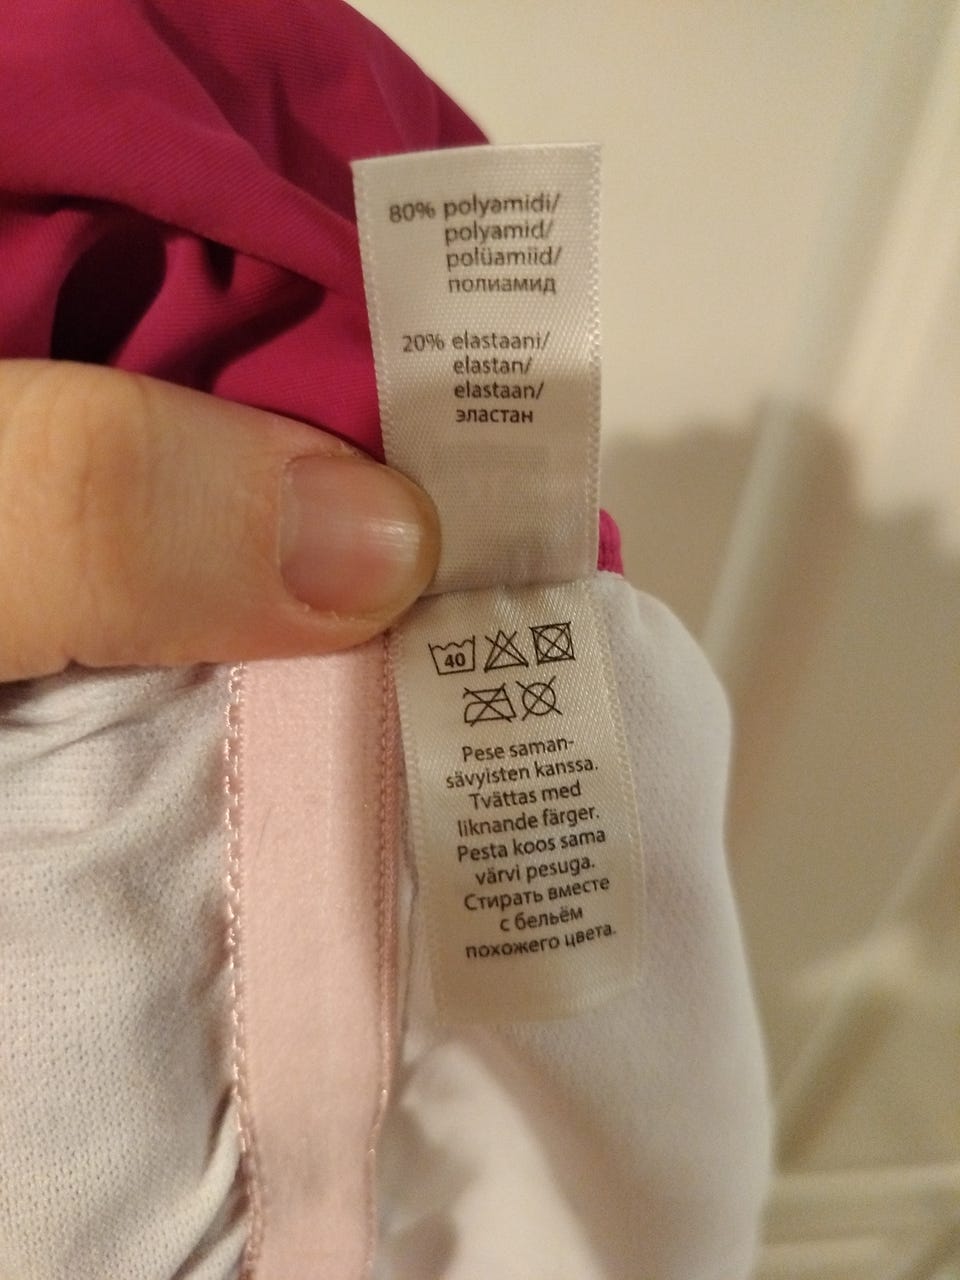 80% polyamidi/
polyamid/
polüamiid/
полиамид
20% elastaani/
elastan/
elastaan/
эластан
40
Pese saman-
sävyisten kanssa.
Tvättas med
liknande färger.
Pesta koos sama
värvi pesuga.
Стирать вместе
с бельём
похожего цвета.